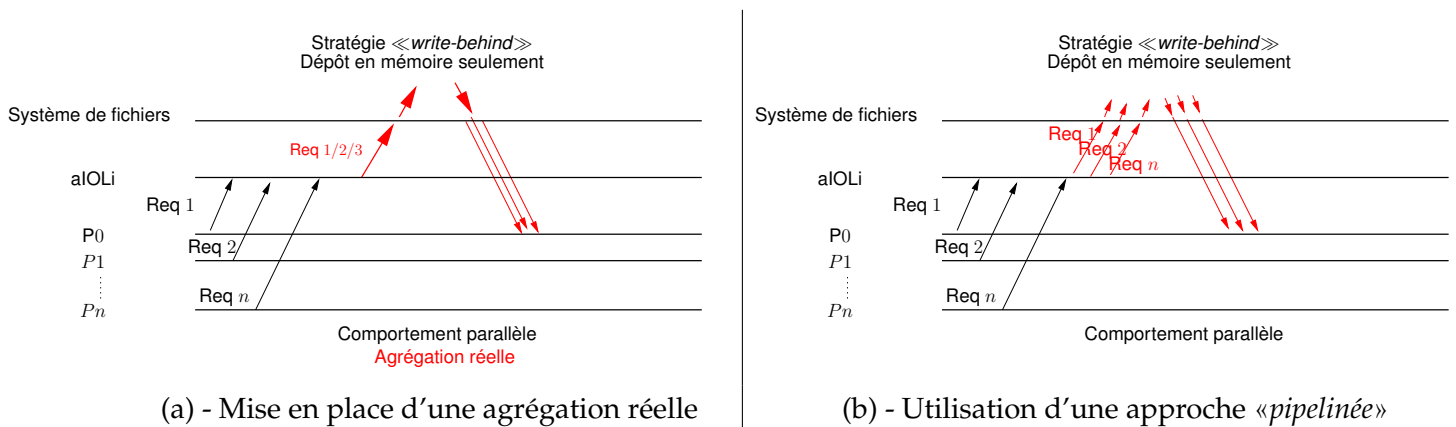 Stratégie ≪write-behind≫
Dépôt en mémoire seulement
Système de fichiers
Req 1/2/3
aIOLi
Req 1
P0
Req 2
P1
Req n
Pn
Comportement parallèle
Agrégation réelle
(a) - Mise en place d'une agrégation réelle
Stratégie ≪write-behind≫
Dépôt en mémoire seulement
Système de fichiers
Req 1
Req 2
Req n
aIOLi
Req 1
P0
Req 2
P1
Req n
Pn
Comportement parallèle
(b) - Utilisation d'une approche «pipelinée»